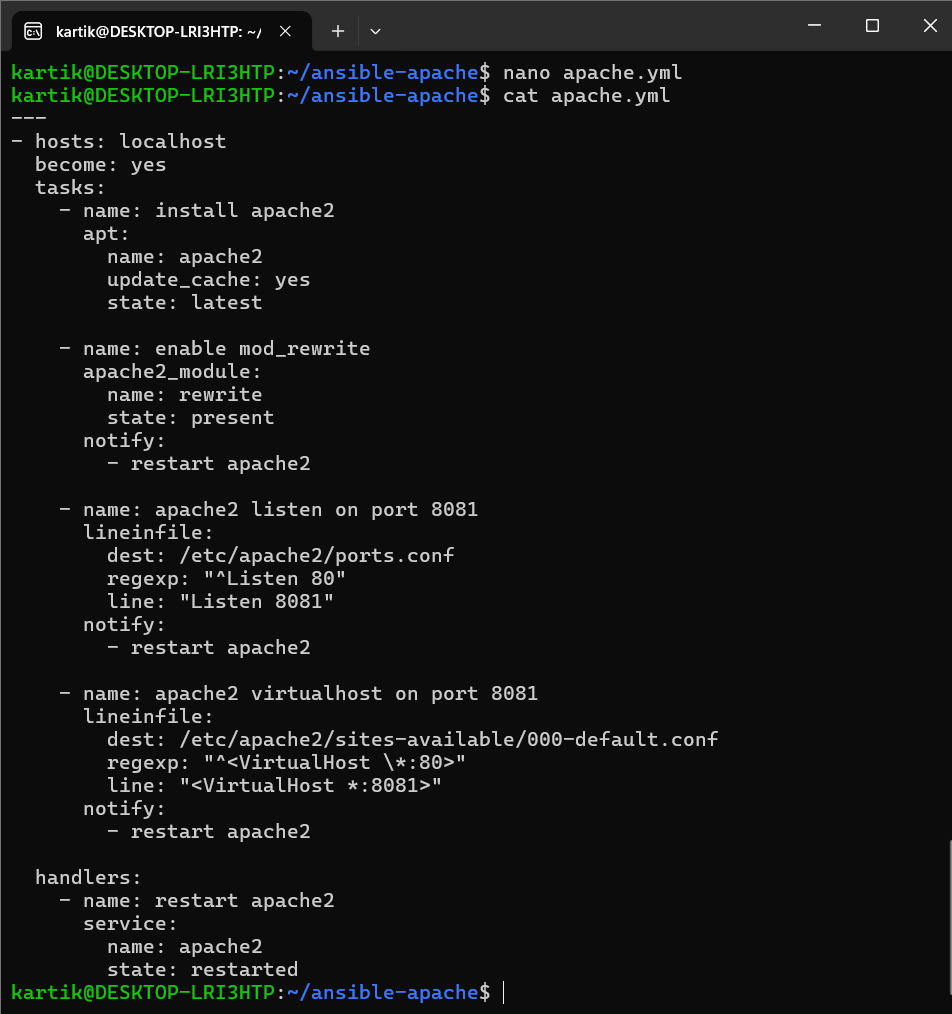 kartik@DESKTOP-LRI3HTP: ~/
kartik@DESKTOP-LRI3HTP:~/ansible-apache$ nano apache.yml
kartik@DESKTOP-LRI3HTP:~/ansible-apache$ cat apache.yml
---
- hosts: localhost
  become: yes
  tasks:
    - name: install apache2
      apt:
        name: apache2
        update_cache: yes
        state: latest

    - name: enable mod_rewrite
      apache2_module:
        name: rewrite
        state: present
      notify:
        - restart apache2

    - name: apache2 listen on port 8081
      lineinfile:
        dest: /etc/apache2/ports.conf
        regexp: "^Listen 80"
        line: "Listen 8081"
      notify:
        - restart apache2

    - name: apache2 virtualhost on port 8081
      lineinfile:
        dest: /etc/apache2/sites-available/000-default.conf
        regexp: "^<VirtualHost \*:80>"
        line: "<VirtualHost *:8081>"
      notify:
        - restart apache2

  handlers:
    - name: restart apache2
      service:
        name: apache2
        state: restarted
kartik@DESKTOP-LRI3HTP:~/ansible-apache$